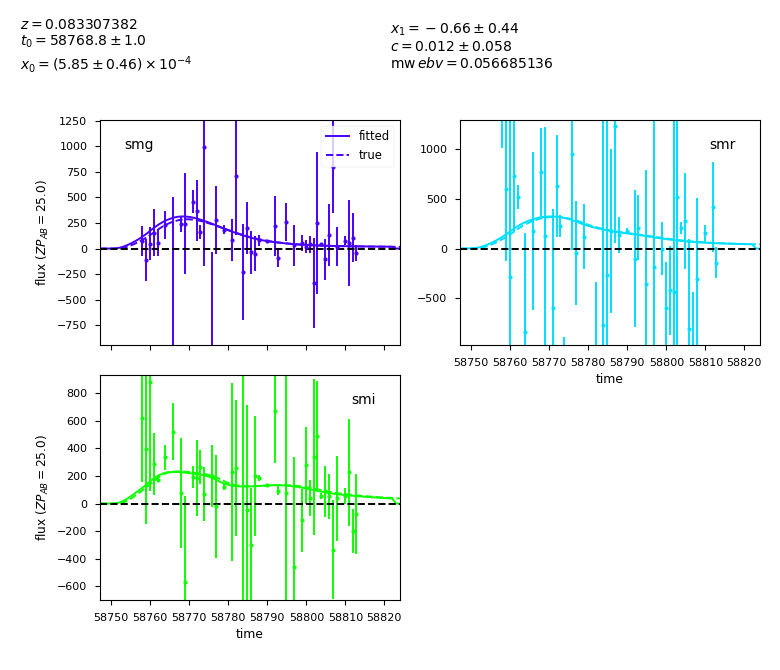 z = 0.083307382
t₀ = 58768.8 ± 1.0
x₀ = (5.85 ± 0.46) × 10⁻⁴
x₁ = −0.66 ± 0.44
c = 0.012 ± 0.058
mw ebv = 0.056685136
smg
fitted
true
1250
1000
750
500
250
0
−250
−500
−750
flux (ZP_AB = 25.0)
smr
1000
500
0
−500
58750 58760 58770 58780 58790 58800 58810 58820
time
smi
800
600
400
200
0
−200
−400
−600
flux (ZP_AB = 25.0)
58750 58760 58770 58780 58790 58800 58810 58820
time